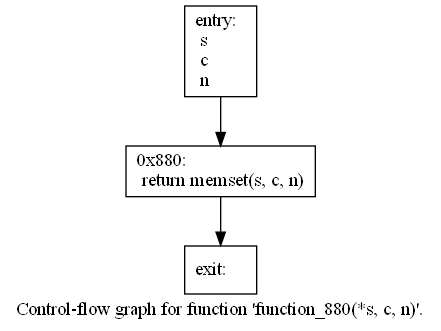 entry:
s
c
n
0x880:
return memset(s, c, n)
exit:
Control-flow graph for function 'function_880(*s, c, n)'.